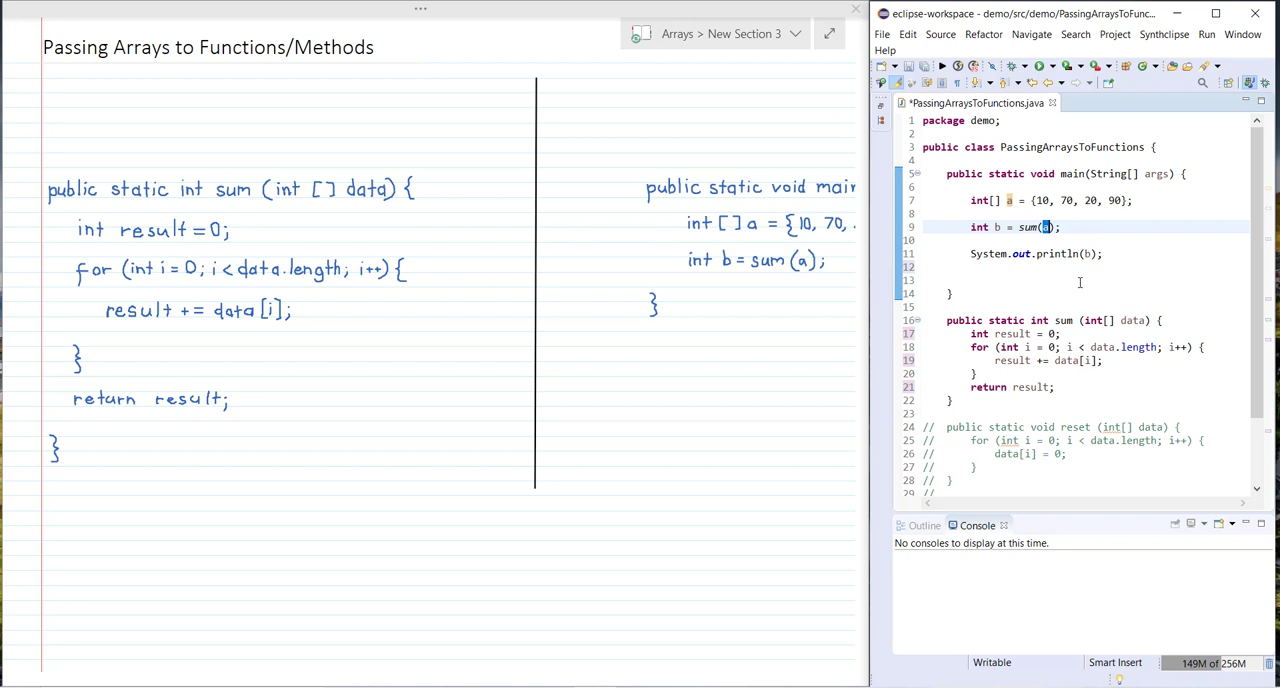 Passing Arrays to Functions/Methods
Arrays > New Section 3
public static int sum (int [] data) {
int result = 0;
for (int i = 0; i < data.length; i++) {
result += data [i];
}
return result;
}
public static void main
int [] a = {10, 70, .
int b = sum (a);
}
eclipse-workspace - demo/src/demo/PassingArraysToFunc...
File Edit Source Refactor Navigate Search Project Synthclipse Run Window
Help
*PassingArraysToFunctions.java
1 package demo;
2
3 public class PassingArraysToFunctions {
4
5 public static void main(String[] args) {
6
7 int[] a = {10, 70, 20, 90};
8
9 int b = sum(a);
10
11 System.out.println(b);
12
13
14 }
15
16 public static int sum (int[] data) {
17 int result = 0;
18 for (int i = 0; i < data.length; i++) {
19 result += data[i];
20 }
21 return result;
22 }
23
24 // public static void reset (int[] data) {
25 // for (int i = 0; i < data.length; i++) {
26 // data[i] = 0;
27 // }
28 // }
29 //
Outline Console
No consoles to display at this time.
Writable Smart Insert 149M of 256M